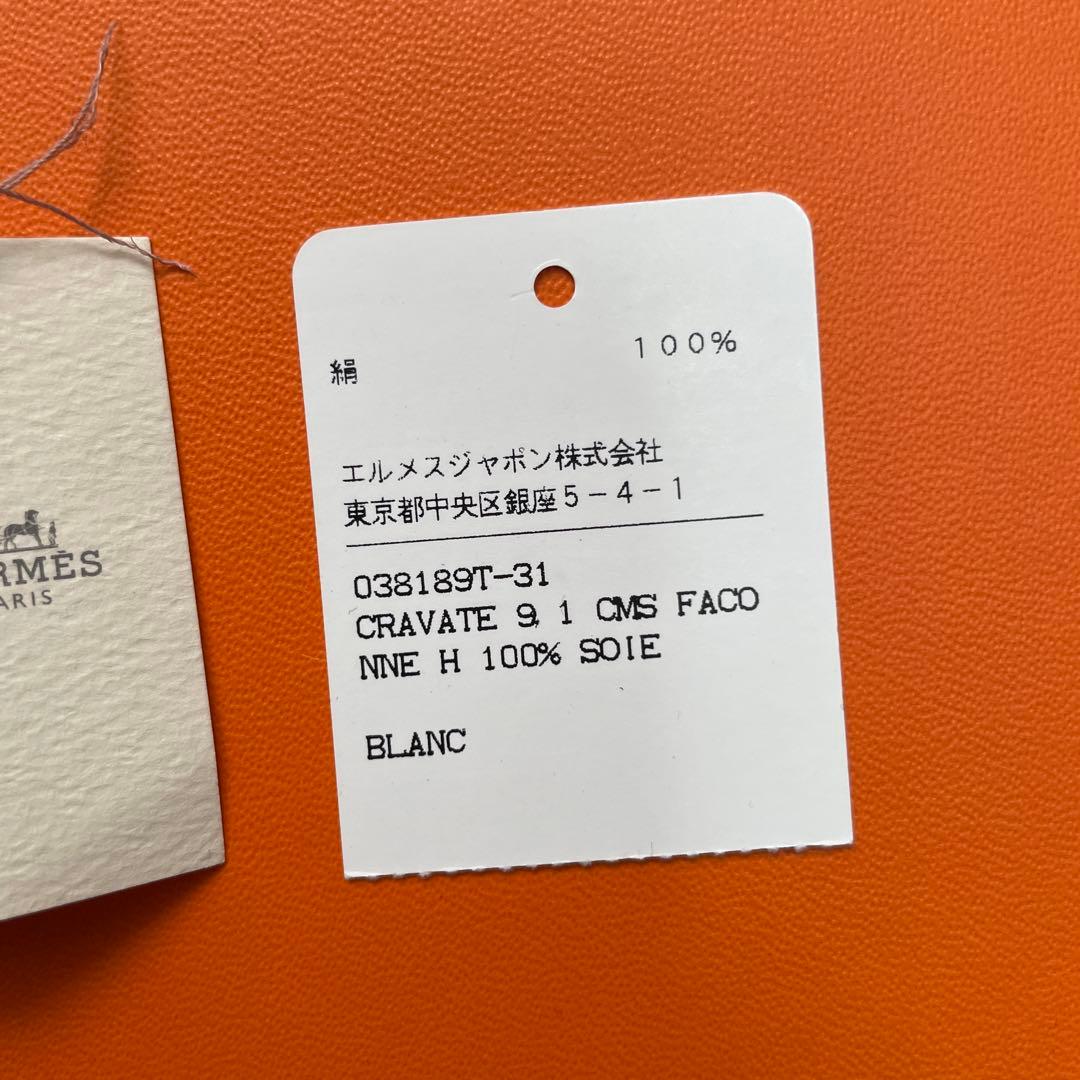 絹 １００％
エルメスジャポン株式会社
東京都中央区銀座５－４－１
038189T-31
CRAVATE 9,1 CMS FACO
NNE H 100% SOIE
BLANC
RMÈS
ARIS